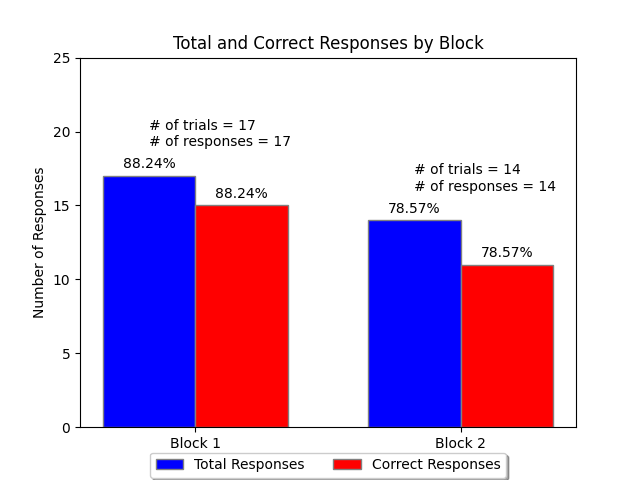 Total and Correct Responses by Block
25
20
15
10
5
0
Number of Responses
# of trials = 17
# of responses = 17
88.24%
88.24%
# of trials = 14
# of responses = 14
78.57%
78.57%
Block 1
Block 2
Total Responses
Correct Responses